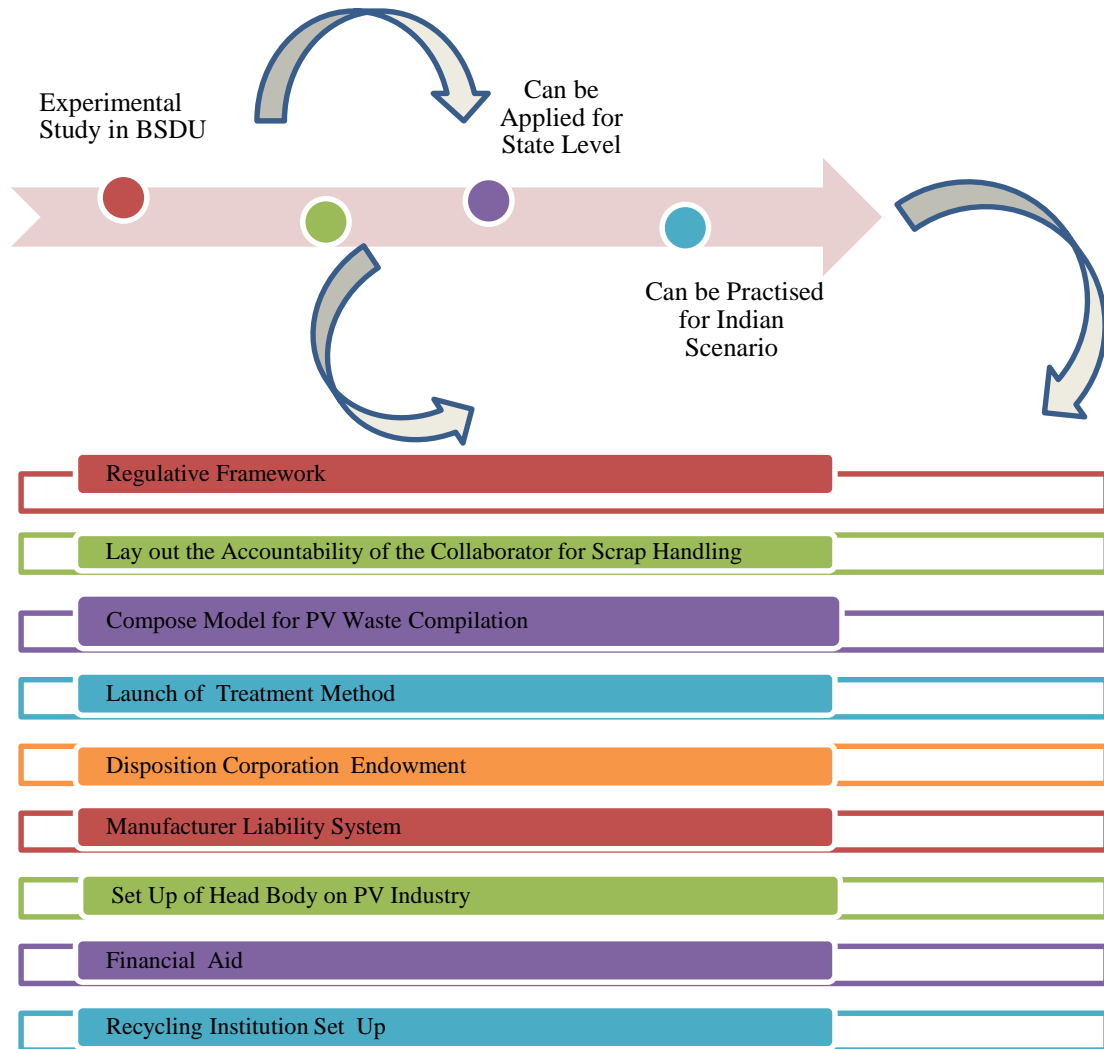 Experimental
Study in BSDU
Can be
Applied for
State Level
Can be Practised
for Indian
Scenario
Regulative Framework
Lay out the Accountability of the Collaborator for Scrap Handling
Compose Model for PV Waste Compilation
Launch of  Treatment Method
Disposition Corporation  Endowment
Manufacturer Liability System
Set Up of Head Body on PV Industry
Financial  Aid
Recycling Institution Set  Up